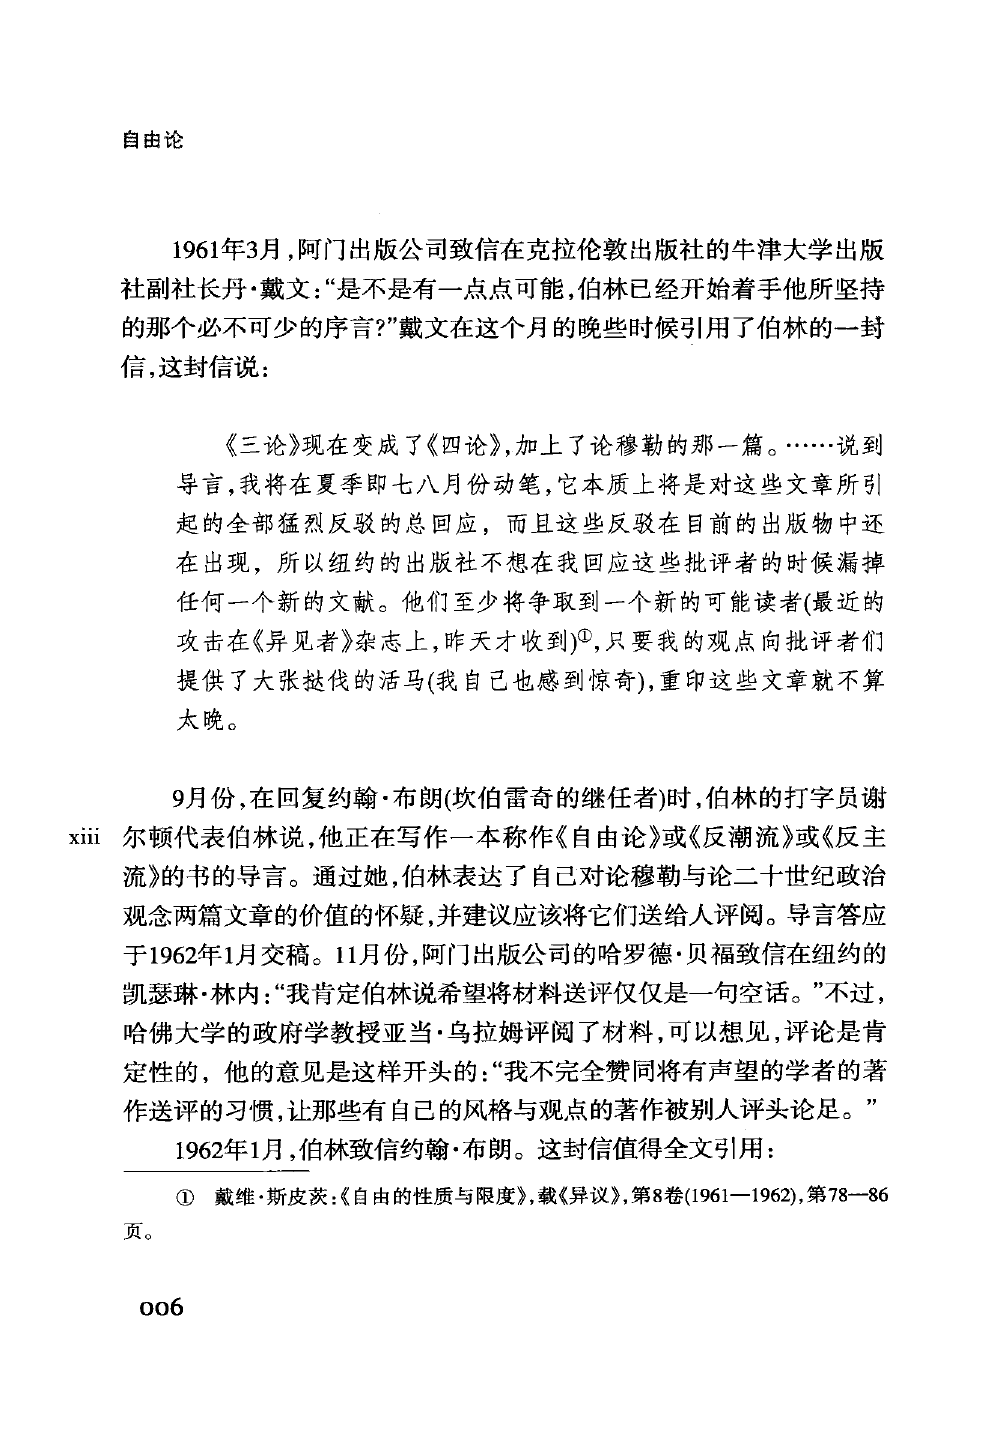 自由论
1961年3月,阿门出版公司致信在克拉伦敦出版社的牛津大学出版
社副社长丹·戴文:“是不是有一点点可能,伯林已经开始着手他所坚持
的那个必不可少的序言?”戴文在这个月的晚些时候引用了伯林的一封
信,这封信说:
《三论》现在变成了《四论》,加上了论穆勒的那一篇。……说到
导言,我将在夏季即七八月份动笔,它本质上将是对这些文章所引
起的全部猛烈反驳的总回应，而且这些反驳在目前的出版物中还
在出现，所以纽约的出版社不想在我回应这些批评者的时候漏掉
任何一个新的文献。他们至少将争取到一个新的可能读者(最近的
攻击在《异见者》杂志上,昨天才收到)①,只要我的观点向批评者们
提供了大张挞伐的活马(我自己也感到惊奇),重印这些文章就不算
太晚。
9月份,在回复约翰·布朗(坎伯雷奇的继任者)时,伯林的打字员谢
xiii 尔顿代表伯林说,他正在写作一本称作《自由论》或《反潮流》或《反主
流》的书的导言。通过她,伯林表达了自己对论穆勒与论二十世纪政治
观念两篇文章的价值的怀疑,并建议应该将它们送给人评阅。导言答应
于1962年1月交稿。11月份,阿门出版公司的哈罗德·贝福致信在纽约的
凯瑟琳·林内:“我肯定伯林说希望将材料送评仅仅是一句空话。”不过,
哈佛大学的政府学教授亚当·乌拉姆评阅了材料,可以想见,评论是肯
定性的，他的意见是这样开头的:“我不完全赞同将有声望的学者的著
作送评的习惯,让那些有自己的风格与观点的著作被别人评头论足。”
1962年1月,伯林致信约翰·布朗。这封信值得全文引用:
① 戴维·斯皮茨:《自由的性质与限度》,载《异议》,第8卷(1961—1962),第78—86
页。
006